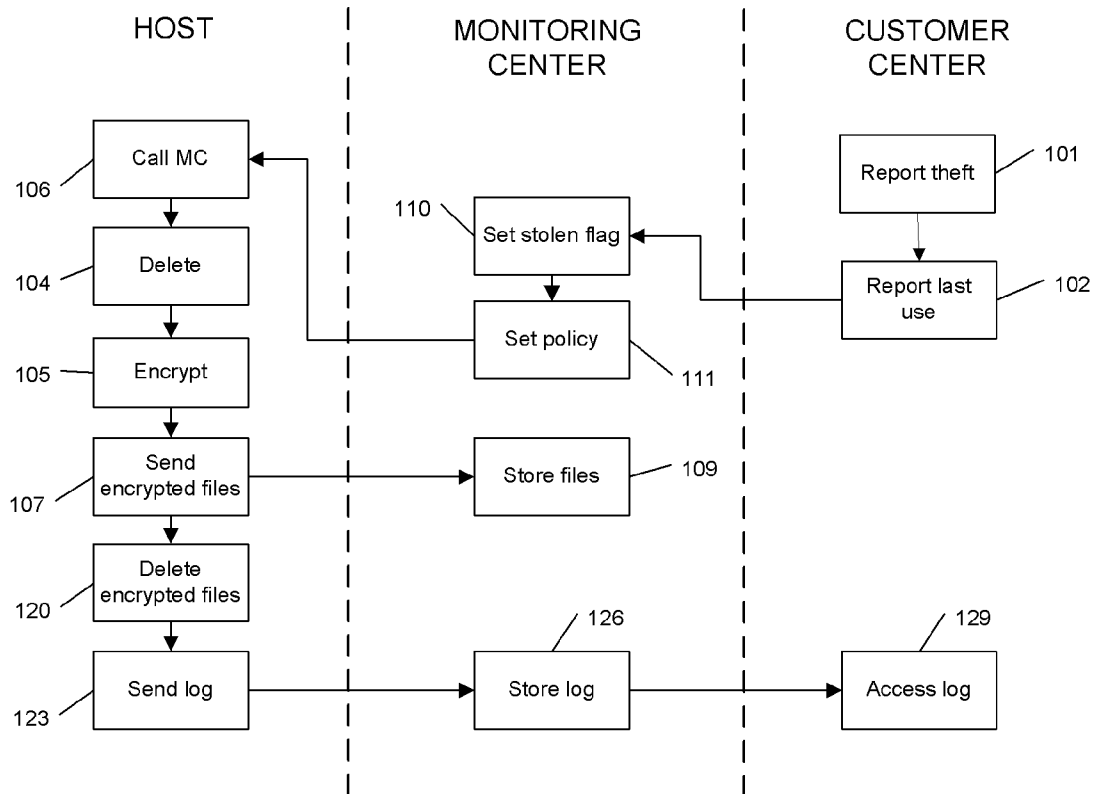 HOST
MONITORING
CENTER
CUSTOMER
CENTER
Call MC
106
Report theft
101
110
Set stolen flag
Delete
104
Report last
use
102
Set policy
111
Encrypt
105
Send
encrypted files
107
Store files
109
Delete
encrypted files
120
126
129
Send log
123
Store log
Access log